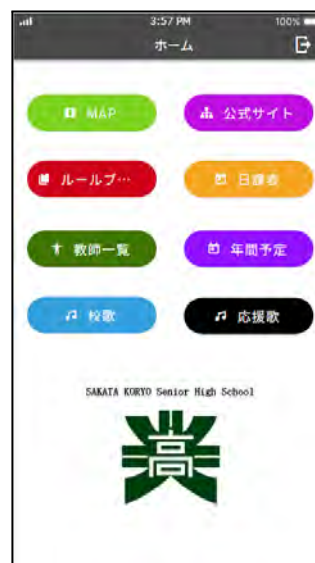 3:57 PM 100%
ホーム
MAP 公式サイト
ルールブ… 日課表
教師一覧 年間予定
校歌 応援歌
SAKATA KORYO Senior High School
高